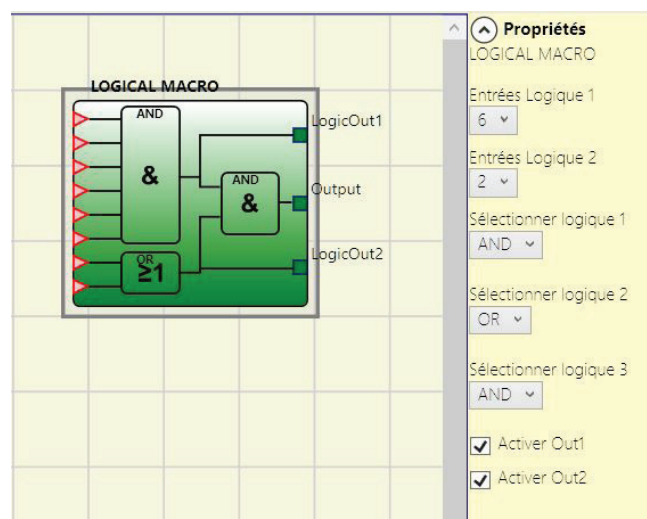 LOGICAL MACRO
AND
&
OR
≥1
AND
&
LogicOut1
Output
LogicOut2
Propriétés
LOGICAL MACRO
Entrées Logique 1
6
Entrées Logique 2
2
Sélectionner logique 1
AND
Sélectionner logique 2
OR
Sélectionner logique 3
AND
Activer Out1
Activer Out2